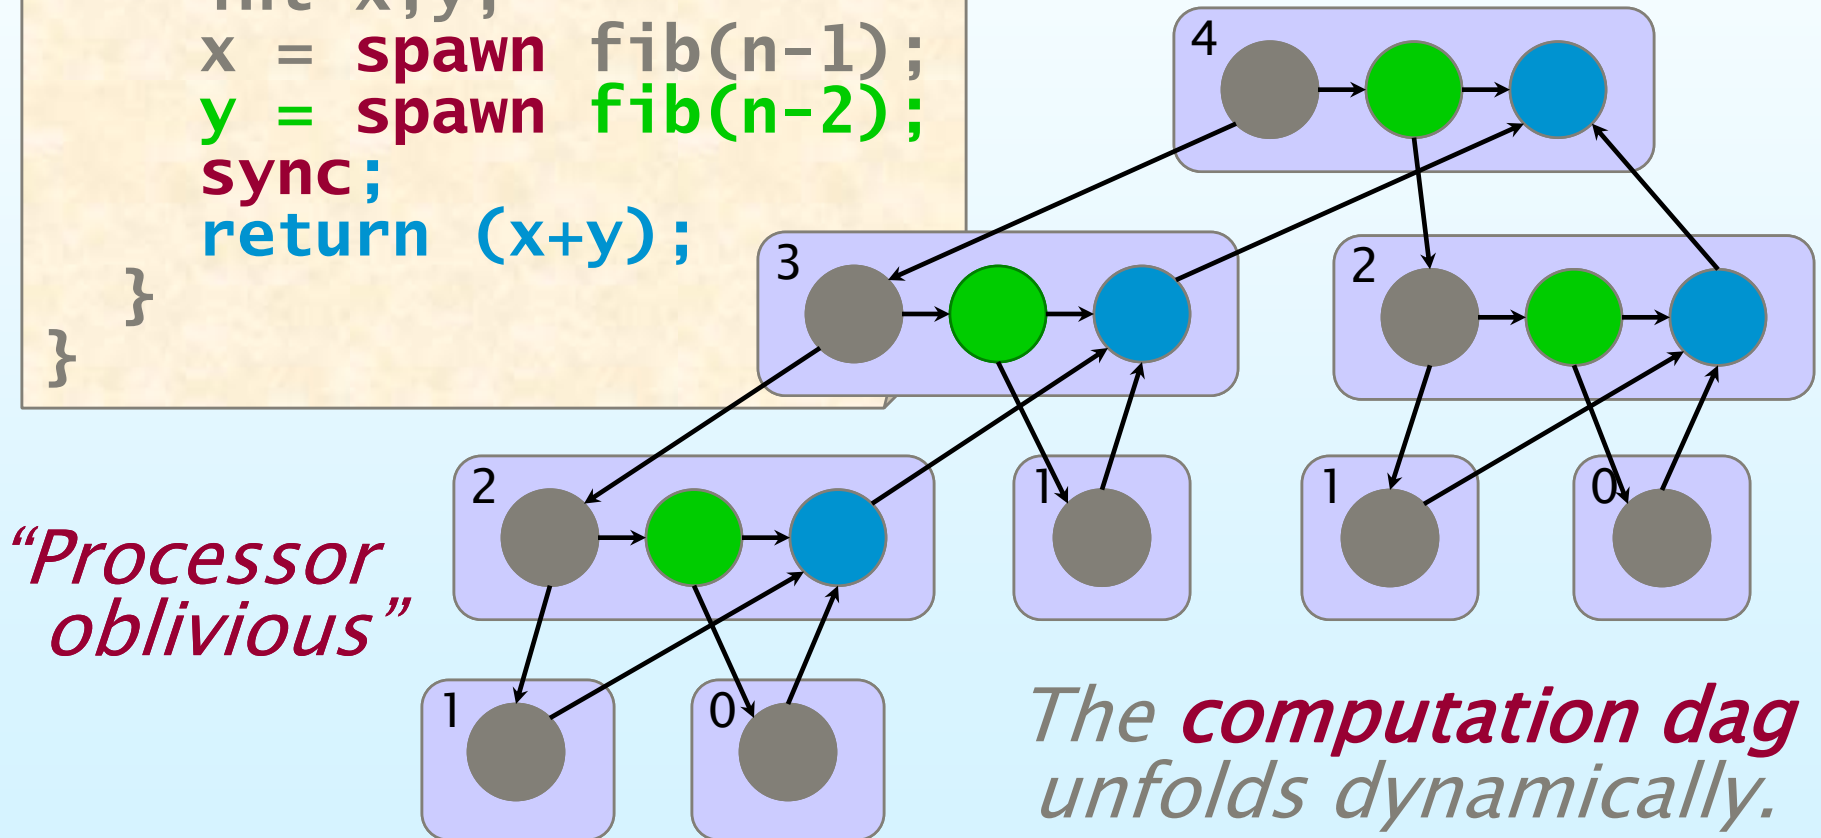 int x,y;
x = spawn fib(n-1);
y = spawn fib(n-2);
sync;
return (x+y);
}
}
4
3
2
2
1
1
0
1
0
“Processor
oblivious”
The computation dag
unfolds dynamically.